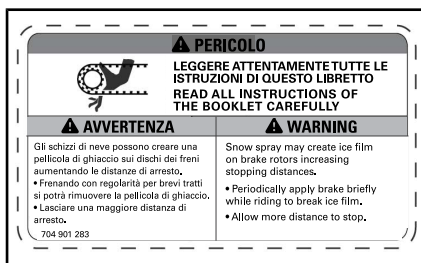 PERICOLO
LEGGERE ATTENTAMENTE TUTTE LE
ISTRUZIONI DI QUESTO LIBRETTO
READ ALL INSTRUCTIONS OF
THE BOOKLET CAREFULLY
AVVERTENZA
Gli schizzi di neve possono creare una
pellicola di ghiaccio sui dischi dei freni
aumentando le distanze di arresto.
• Frenando con regolarità per brevi tratti
si potrà rimuovere la pellicola di ghiaccio.
• Lasciare una maggiore distanza di
arresto.
704 901 283
WARNING
Snow spray may create ice film
on brake rotors increasing
stopping distances.
• Periodically apply brake briefly
while riding to break ice film.
• Allow more distance to stop.